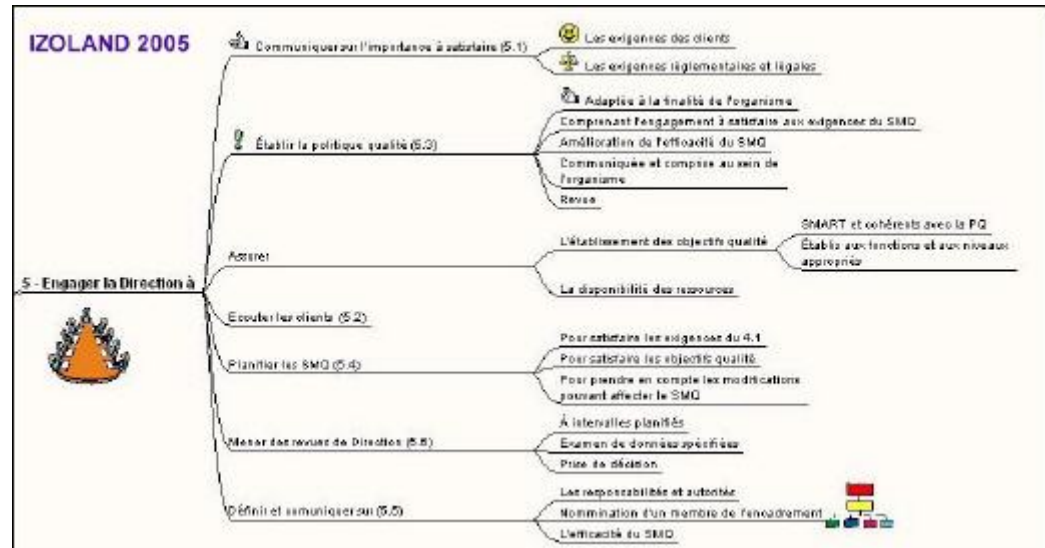 IZOLAND 2005
Communiquer sur l'importance à satisfaire (5.1)
Les exigences des clients
Les exigences règlementaires et légales
Établir la politique qualité (5.3)
Adaptée à la finalité de l'organisme
Comprenant l'engagement à satisfaire aux exigences du SMQ
Amélioration de l'efficacité du SMQ
Communiquée et comprise au sein de
l'organisme
Revue
Assurer
L'établissement des objectifs qualité
SMART et cohérents avec la PQ
Établis aux fonctions et aux niveaux
appropriés
La disponibilité des ressources
5 - Engager la Direction à
Ecouter les clients (5.2)
Planifier les SMQ (5.4)
Pour satisfaire les exigences du 4.1
Pour satisfaire les objectifs qualité
Pour prendre en compte les modifications
pouvant affecter le SMQ
Mener des revues de Direction (5.6)
À intervalles planifiés
Examen de données spécifiées
Prise de décision
Définir et comuniquer sur (5.5)
Les responsabilités et autorités
Nommination d'un membre de l'encadrement
L'efficacité du SMQ